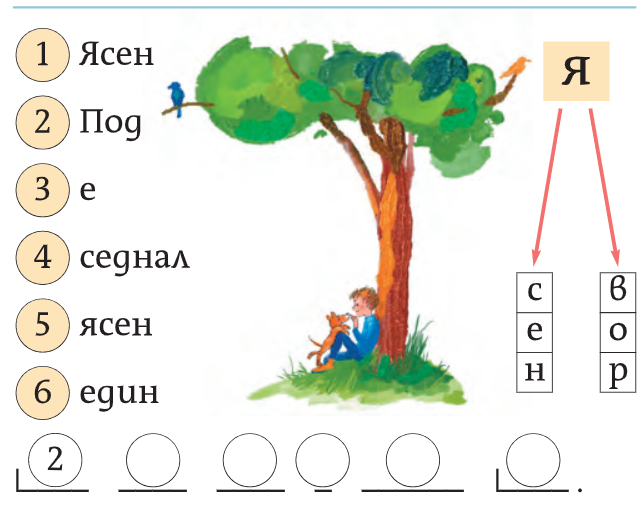 1 Ясен
2 Под
3 е
4 седнал
5 ясен
6 един
я
с в
е о
н р
2 .